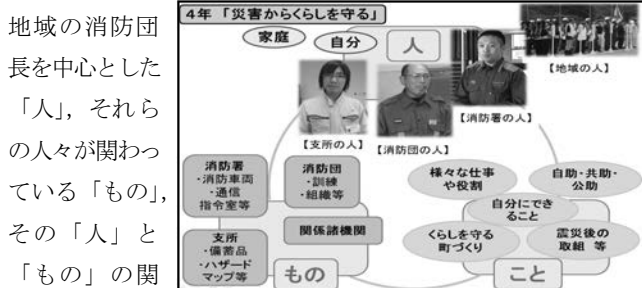 地域の消防団
長を中心とした
「人」，それら
の人々が関わっ
ている「もの」，
その「人」と
「もの」の関
4年「災害からくらしを守る」
家庭
自分
人
【地域の人】
【消防署の人】
【支所の人】
【消防団の人】
消防署
・消防車両
・通信
指令室等
消防団
・訓練
・組織等
支所
・備蓄品
・ハザード
マップ等
関係諸機関
もの
様々な仕事
や役割
自助・共助・
公助
自分にでき
ること
くらしを守る
町づくり
震災後の
取組 等
こと